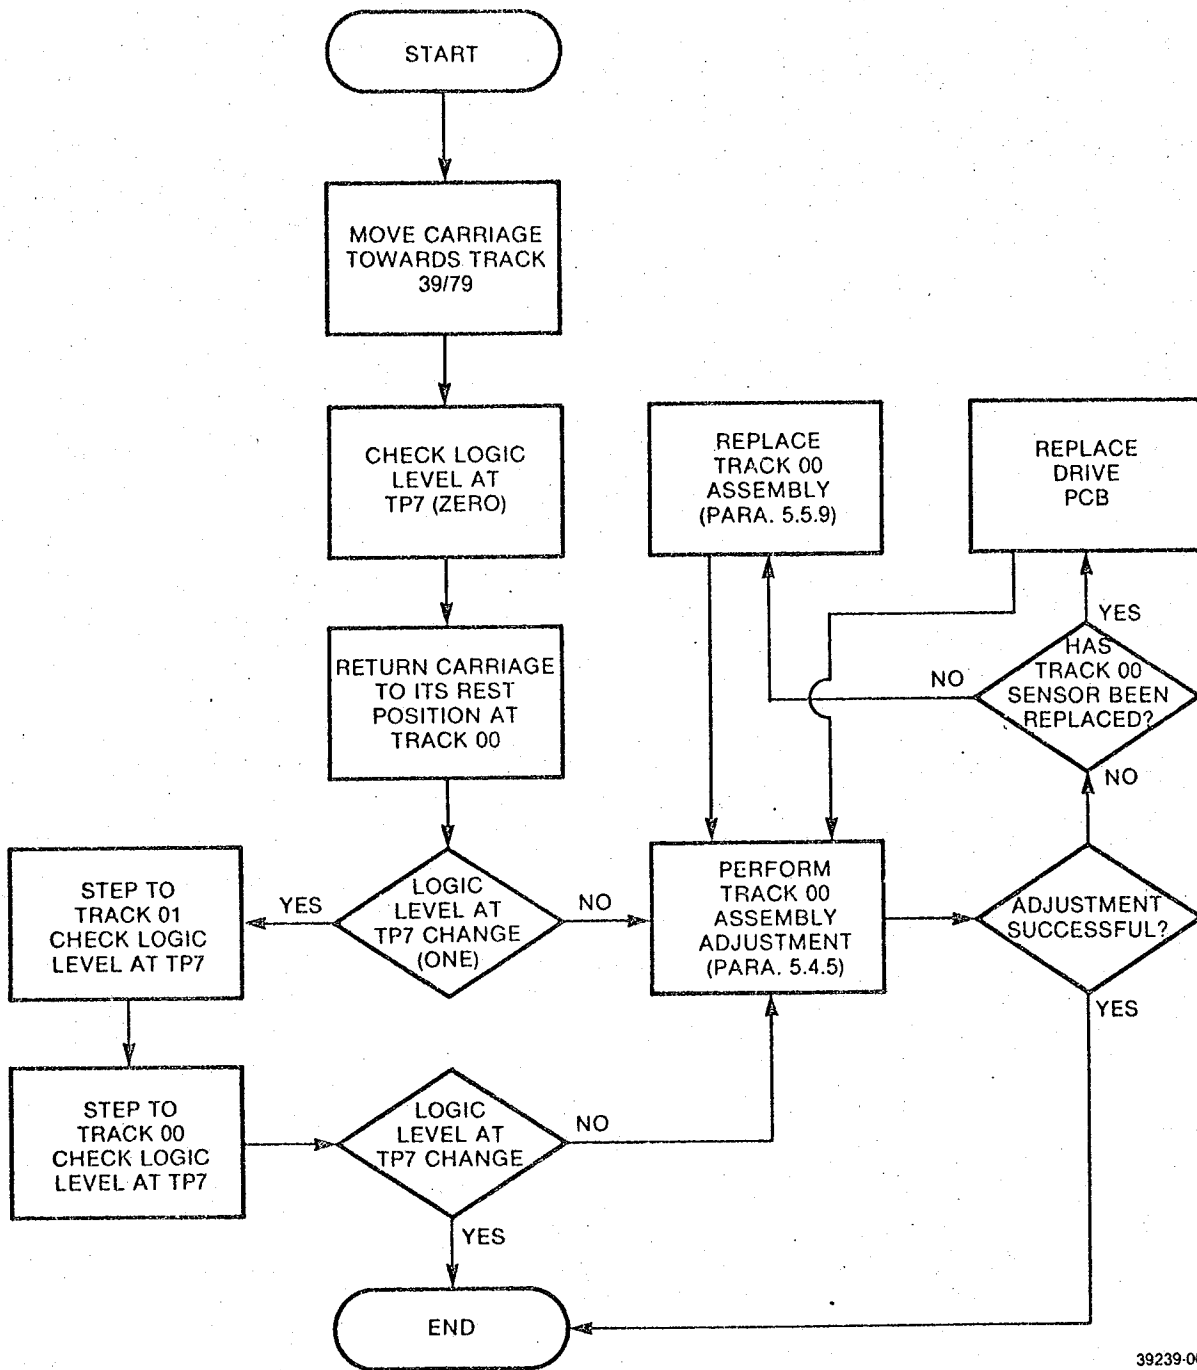 START
MOVE CARRIAGE
TOWARDS TRACK
39/79
CHECK LOGIC
LEVEL AT
TP7 (ZERO)
REPLACE
TRACK 00
ASSEMBLY
(PARA. 5.5.9)
REPLACE
DRIVE
PCB
RETURN CARRIAGE
TO ITS REST
POSITION AT
TRACK 00
YES
HAS
TRACK 00
SENSOR BEEN
REPLACED?
NO
NO
STEP TO
TRACK 01
CHECK LOGIC
LEVEL AT TP7
YES
LOGIC
LEVEL AT
TP7 CHANGE
(ONE)
NO
PERFORM
TRACK 00
ASSEMBLY
ADJUSTMENT
(PARA. 5.4.5)
ADJUSTMENT
SUCCESSFUL?
YES
STEP TO
TRACK 00
CHECK LOGIC
LEVEL AT TP7
LOGIC
LEVEL AT
TP7 CHANGE
NO
YES
END